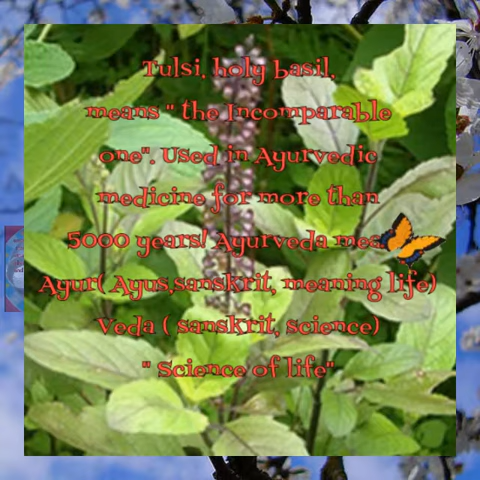 Tulsi, holy basil,
means " the Incomparable
one". Used in Ayurvedic
medicine for more than
5000 years! Ayurveda
Ayur( Ayus,sanskrit, meaning life)
Veda ( sanskrit, science)
" Science of life"